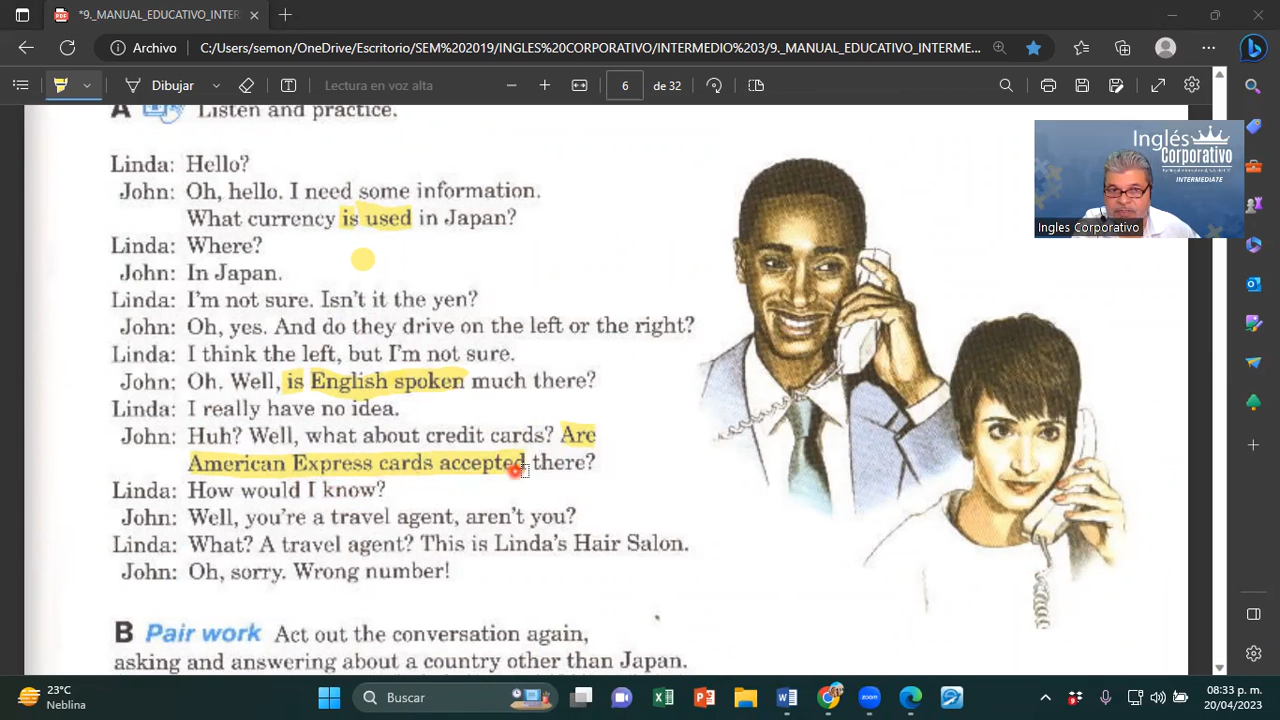 *9._MANUAL_EDUCATIVO_INTERM
Archivo
C:/Users/semon/OneDrive/Escritorio/SEM%202019/INGLES%20CORPORATIVO/INTERMEDIO%203/9._MANUAL_EDUCATIVO_INTERME...
Dibujar
Lectura en voz alta
6
de 32
A Listen and practice.
Linda: Hello?
John: Oh, hello. I need some information.
What currency is used in Japan?
Linda: Where?
John: In Japan.
Linda: I'm not sure. Isn't it the yen?
John: Oh, yes. And do they drive on the left or the right?
Linda: I think the left, but I'm not sure.
John: Oh. Well, is English spoken much there?
Linda: I really have no idea.
John: Huh? Well, what about credit cards? Are
American Express cards accepted there?
Linda: How would I know?
John: Well, you're a travel agent, aren't you?
Linda: What? A travel agent? This is Linda's Hair Salon.
John: Oh, sorry. Wrong number!
B Pair work Act out the conversation again,
asking and answering about a country other than Japan.
Inglés
Corporativo
INTERMEDIATE
Ingles Corporativo
23°C
Neblina
Buscar
08:33 p. m.
20/04/2023